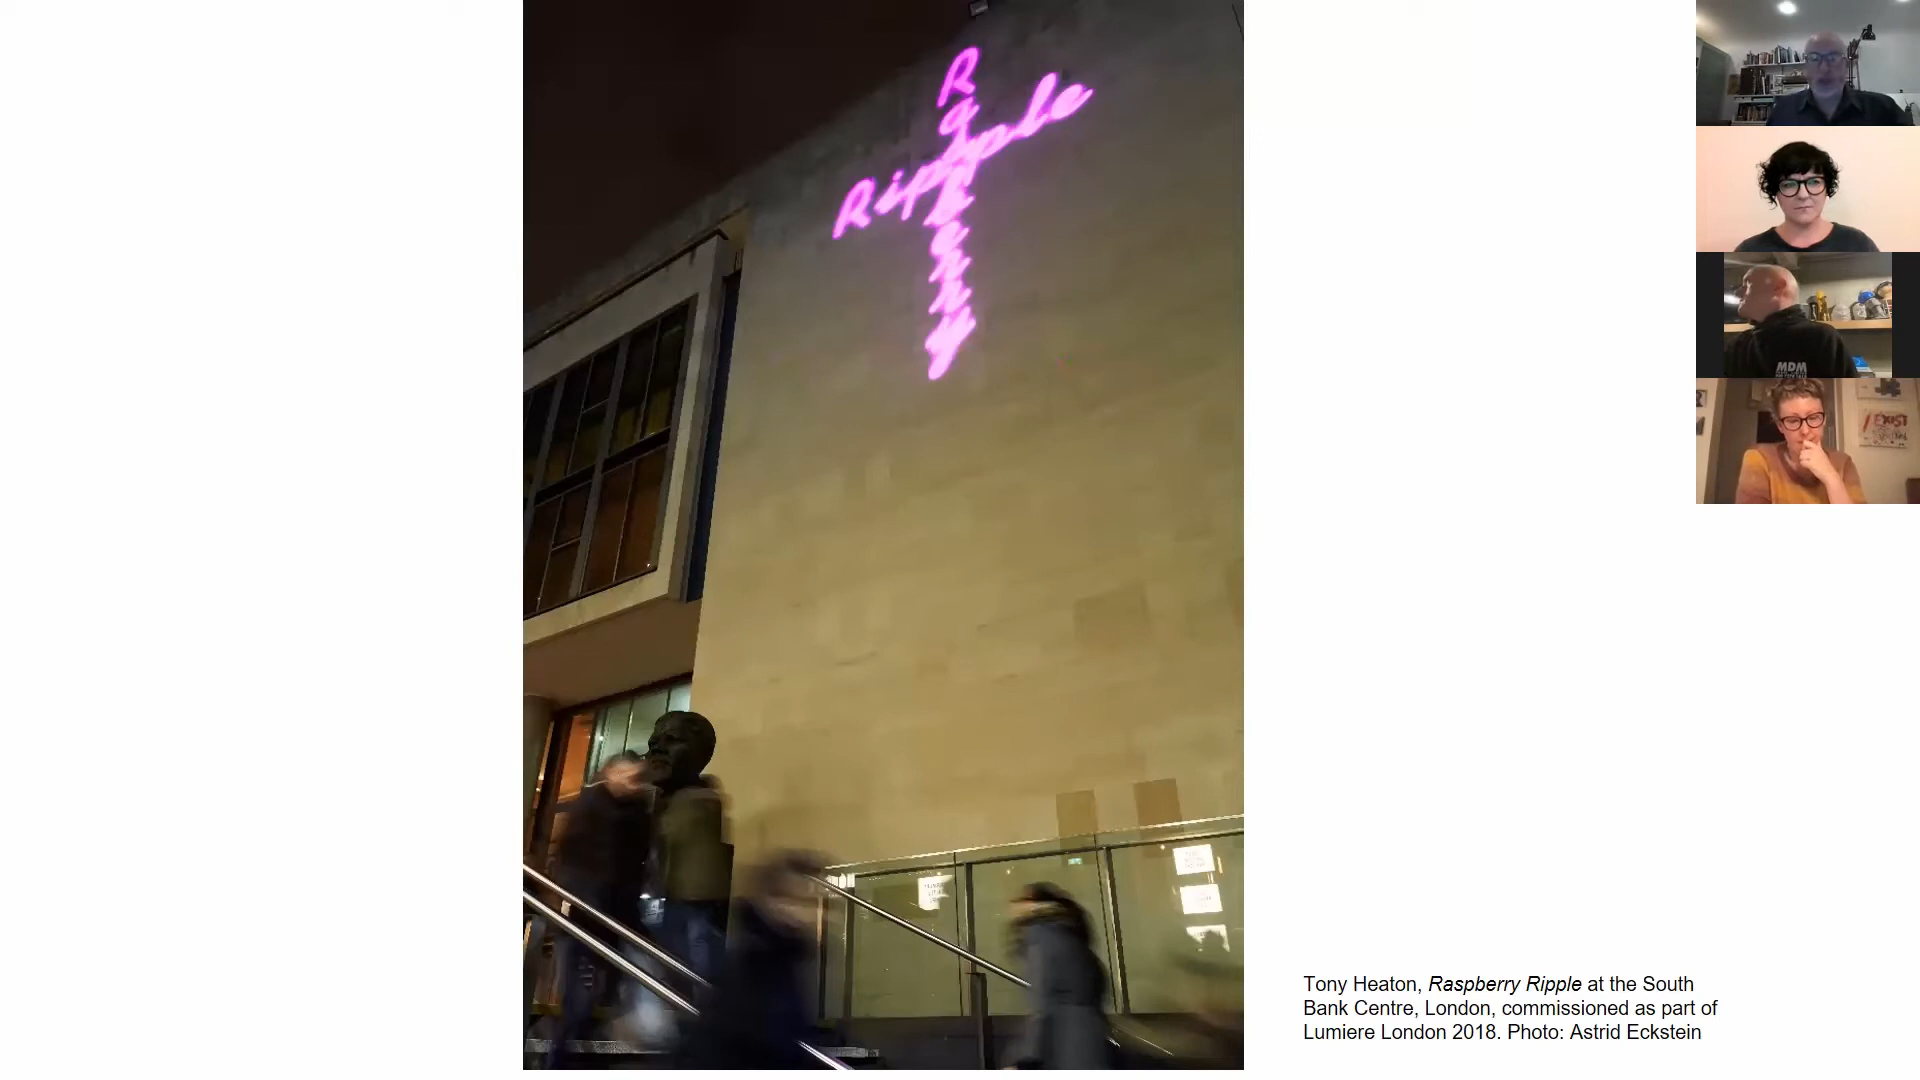 Raspberry
Ripple
MDM
EXIST
Tony Heaton, Raspberry Ripple at the South
Bank Centre, London, commissioned as part of
Lumiere London 2018. Photo: Astrid Eckstein